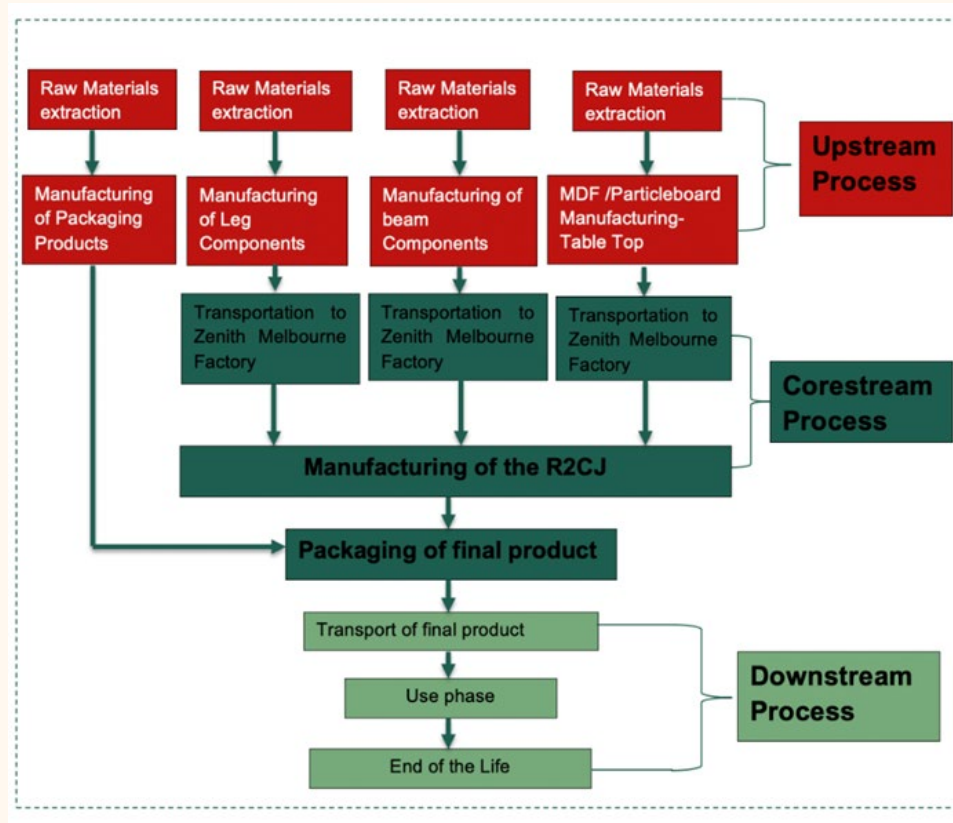 Raw Materials
extraction
Raw Materials
extraction
Raw Materials
extraction
Raw Materials
extraction
Upstream
Process
Manufacturing
of Packaging
Products
Manufacturing
of Leg
Components
Manufacturing of
beam
Components
MDF /Particleboard
Manufacturing-
Table Top
Transportation to
Zenith Melbourne
Factory
Transportation to
Zenith Melbourne
Factory
Transportation to
Zenith Melbourne
Factory
Corestream
Process
Manufacturing of the R2CJ
Packaging of final product
Transport of final product
Use phase
End of the Life
Downstream
Process